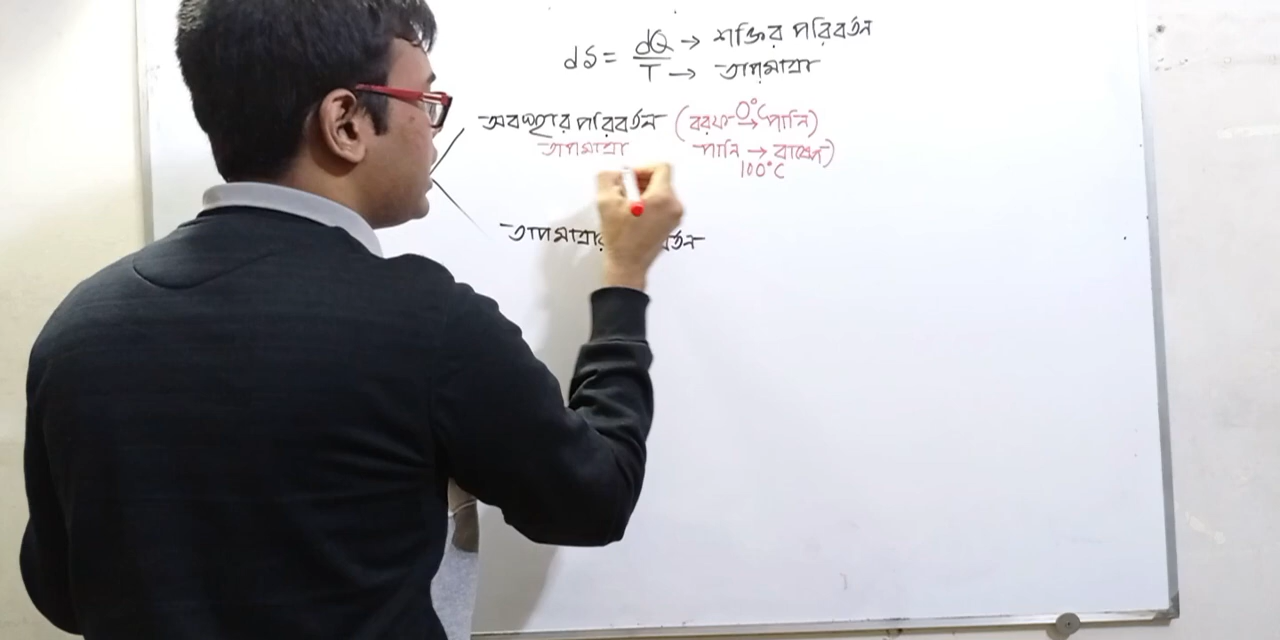 dS = dQ → শক্তির পরিবর্তন
T → তাপমাত্রা
অবস্থার পরিবর্তন (বরফ 0°C → পানি)
তাপমাত্রা পানি → বাষ্পে)
100°C
তাপমাত্রার